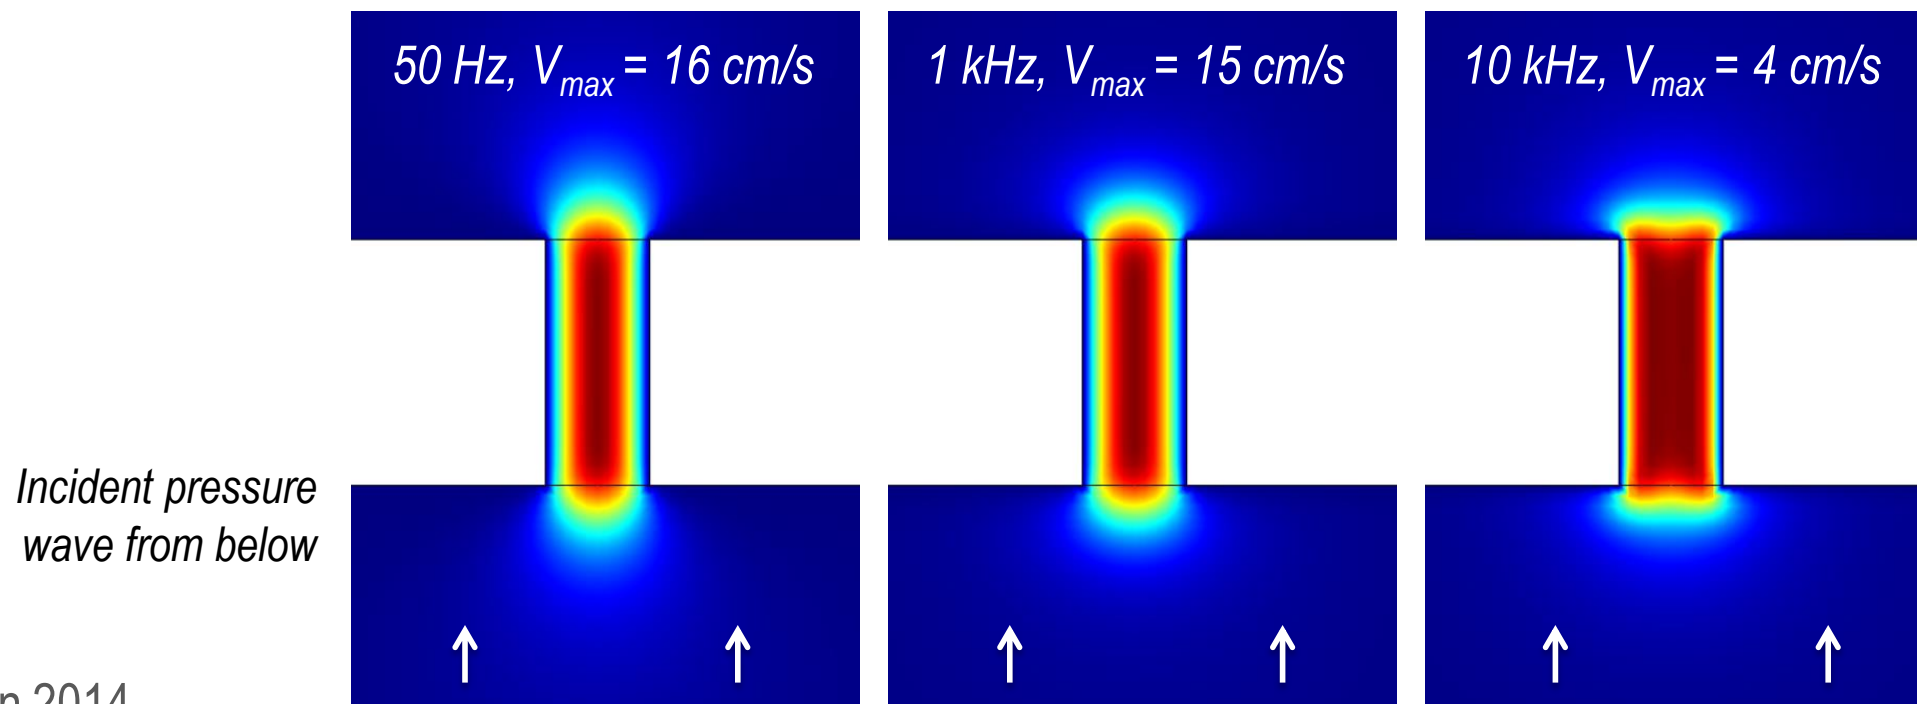 50 Hz, Vmax = 16 cm/s
1 kHz, Vmax = 15 cm/s
10 kHz, Vmax = 4 cm/s
Incident pressure
wave from below
2014